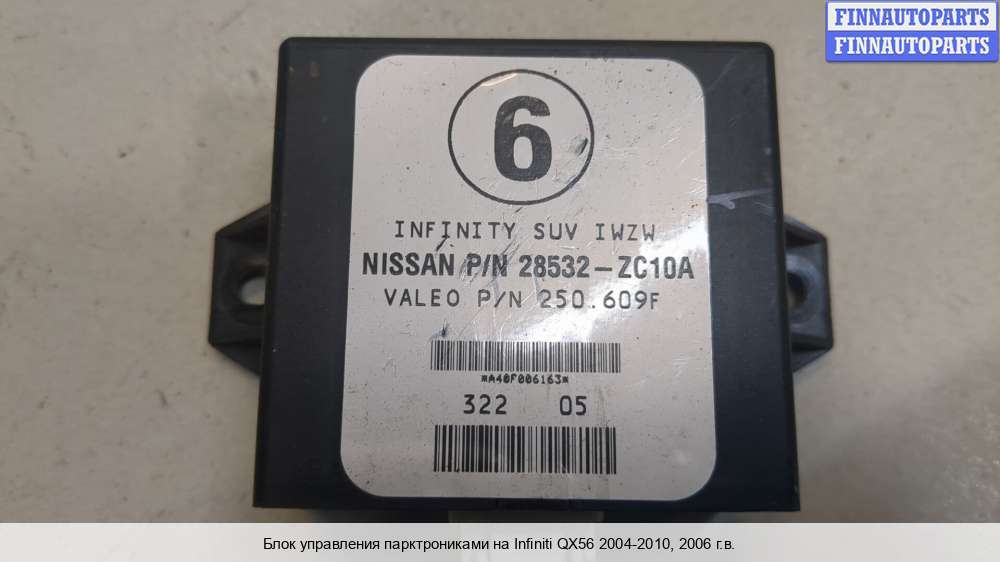 FINNAUTOPARTS
FINNAUTOPARTS
6
INFINITY SUV IWZW
NISSAN P/N 28532-ZC10A
VALEO P/N 250.609F
*A40F006163*
322 05
Блок управления парктрониками на Infiniti QX56 2004-2010, 2006 г.в.